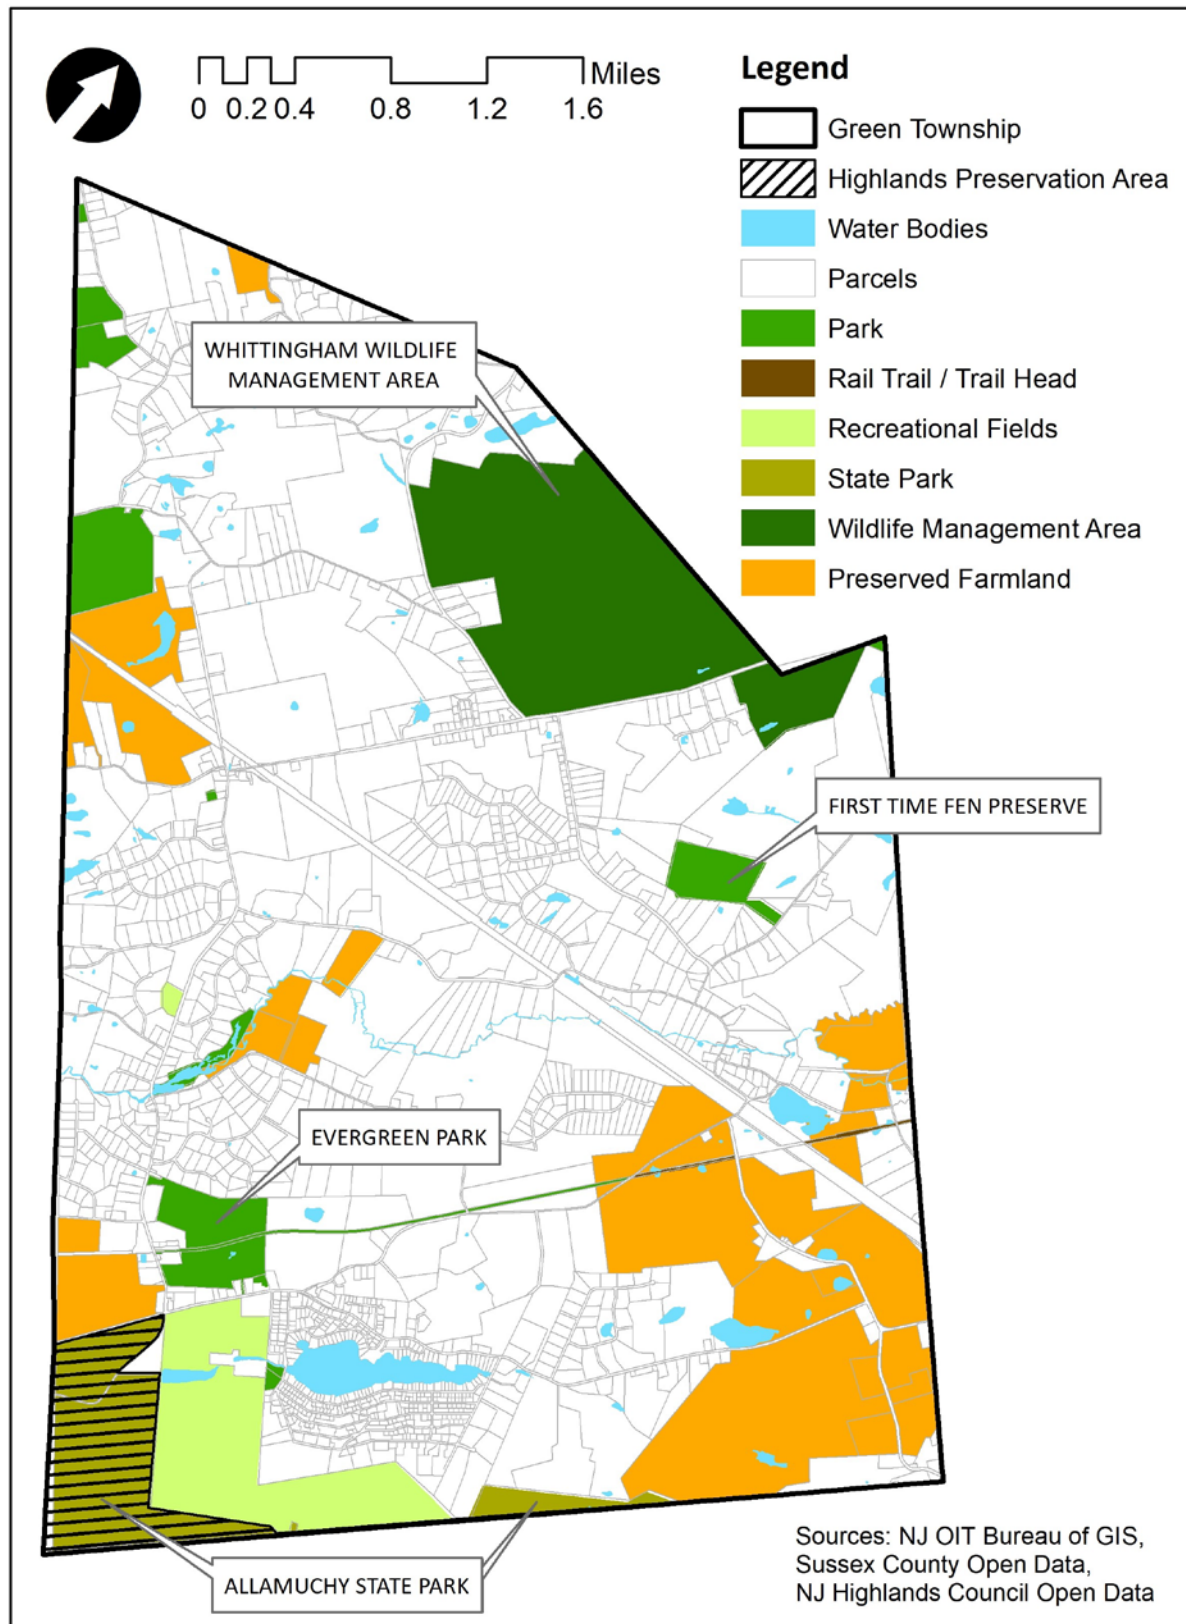 Miles
0 0.2 0.4 0.8 1.2 1.6
Legend
Green Township
Highlands Preservation Area
Water Bodies
Parcels
Park
Rail Trail / Trail Head
Recreational Fields
State Park
Wildlife Management Area
Preserved Farmland
WHITTINGHAM WILDLIFE
MANAGEMENT AREA
FIRST TIME FEN PRESERVE
EVERGREEN PARK
ALLAMUCHY STATE PARK
Sources: NJ OIT Bureau of GIS,
Sussex County Open Data,
NJ Highlands Council Open Data